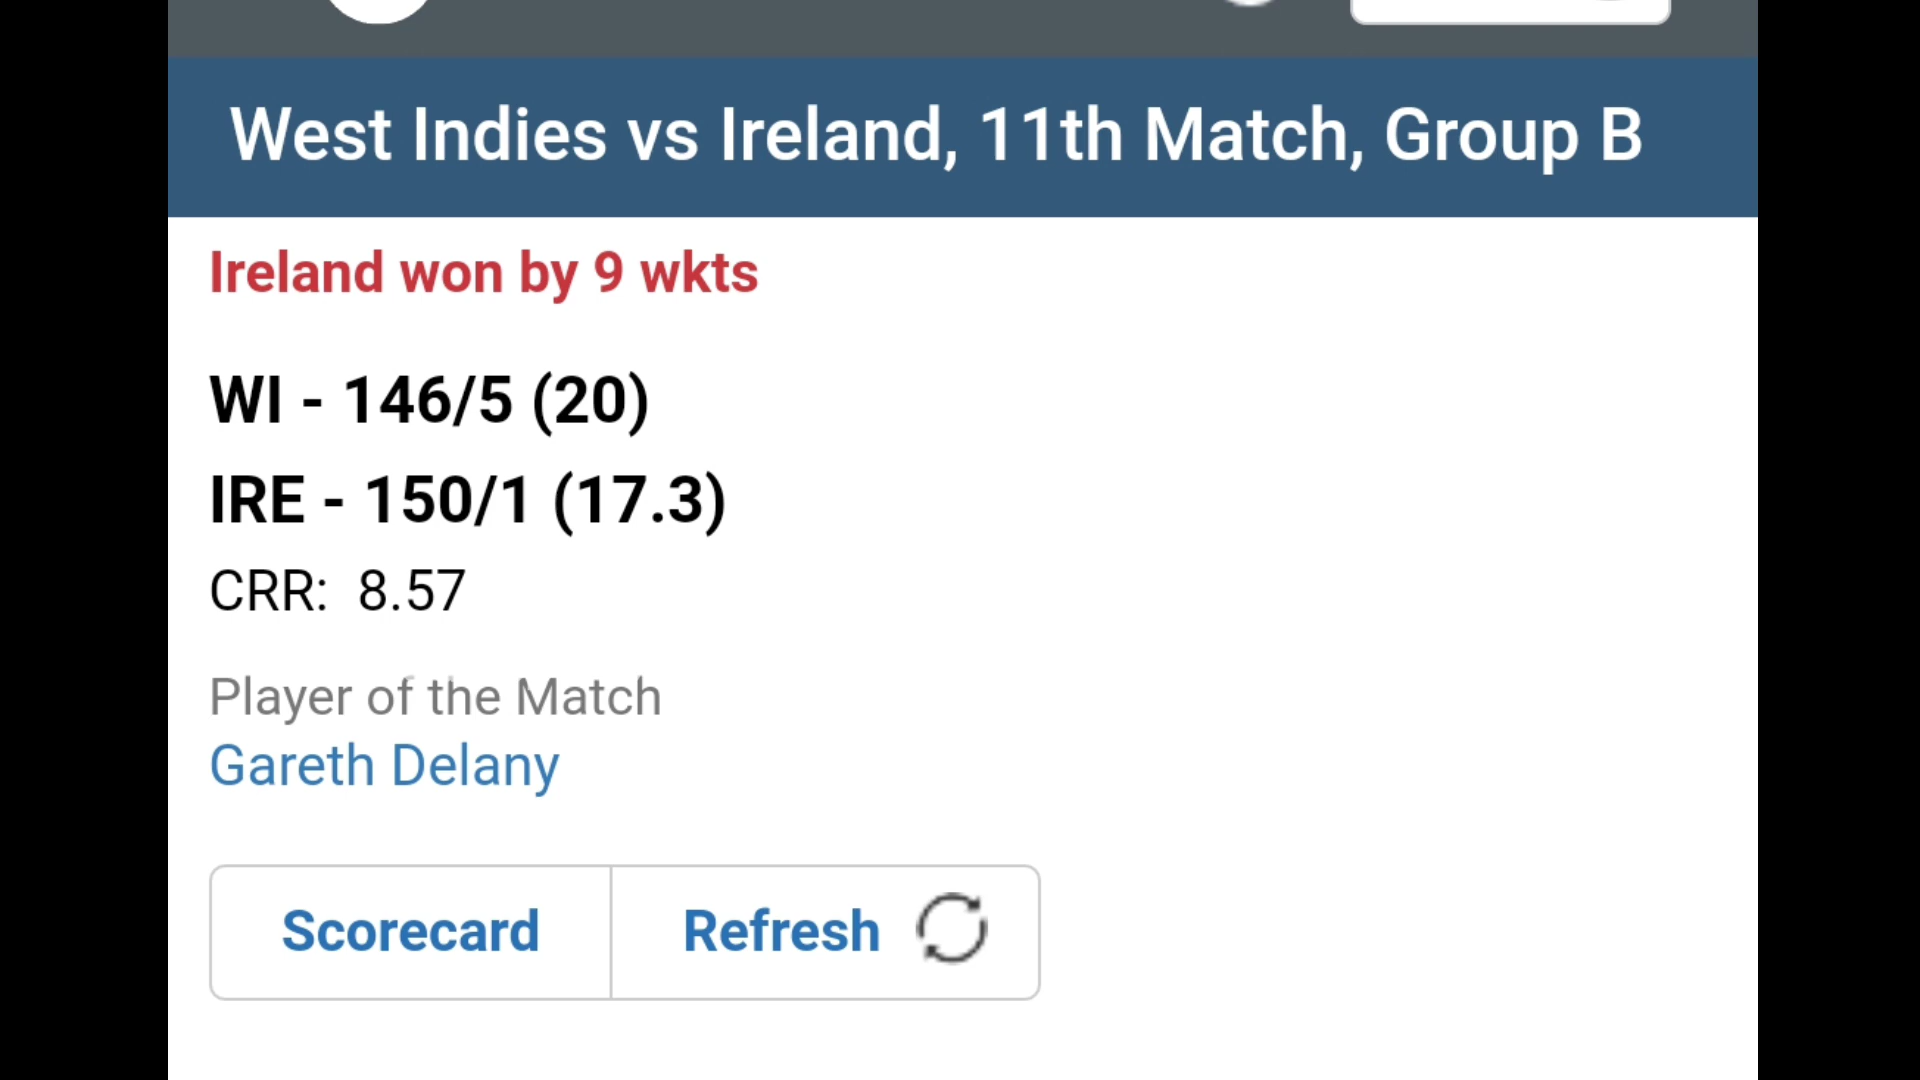 West Indies vs Ireland, 11th Match, Group B
Ireland won by 9 wkts
WI - 146/5 (20)
IRE - 150/1 (17.3)
CRR: 8.57
Player of the Match
Gareth Delany
Scorecard Refresh